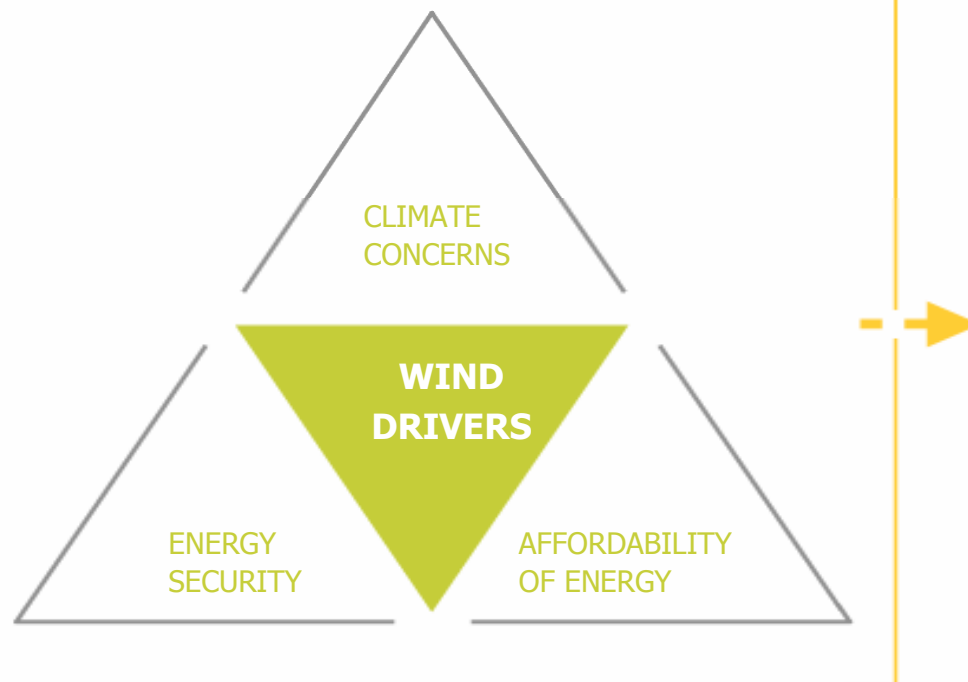 CLIMATE
CONCERNS
WIND
DRIVERS
ENERGY
SECURITY
AFFORDABILITY
OF ENERGY